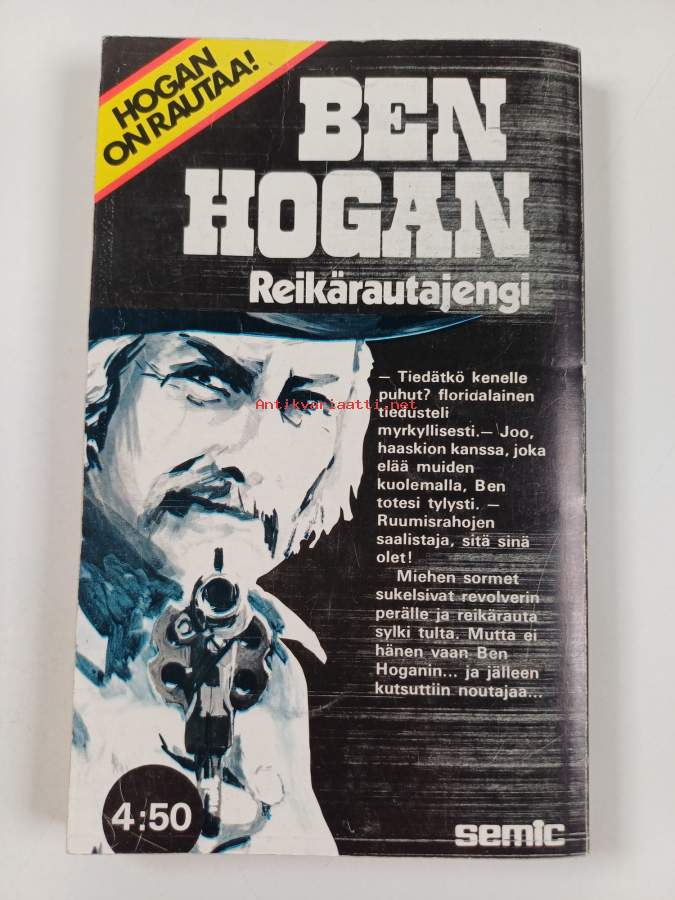 HOGAN
ON RAUTAA!
BEN
HOGAN
Reikärautajengi
— Tiedätkö kenelle
puhut? floridalainen
tiedusteli
myrkyllisesti.— Joo,
haaskion kanssa, joka
elää muiden
kuolemalla, Ben
totesi tylysti. —
Ruumisrahojen
saalistaja, sitä sinä
olet!
Miehen sormet
sukelsivat revolverin
perälle ja reikärauta
sylki tulta. Mutta ei
hänen vaan Ben
Hoganin... ja jälleen
kutsuttiin noutajaa...
Antikvariaatti.net
4:50
semic